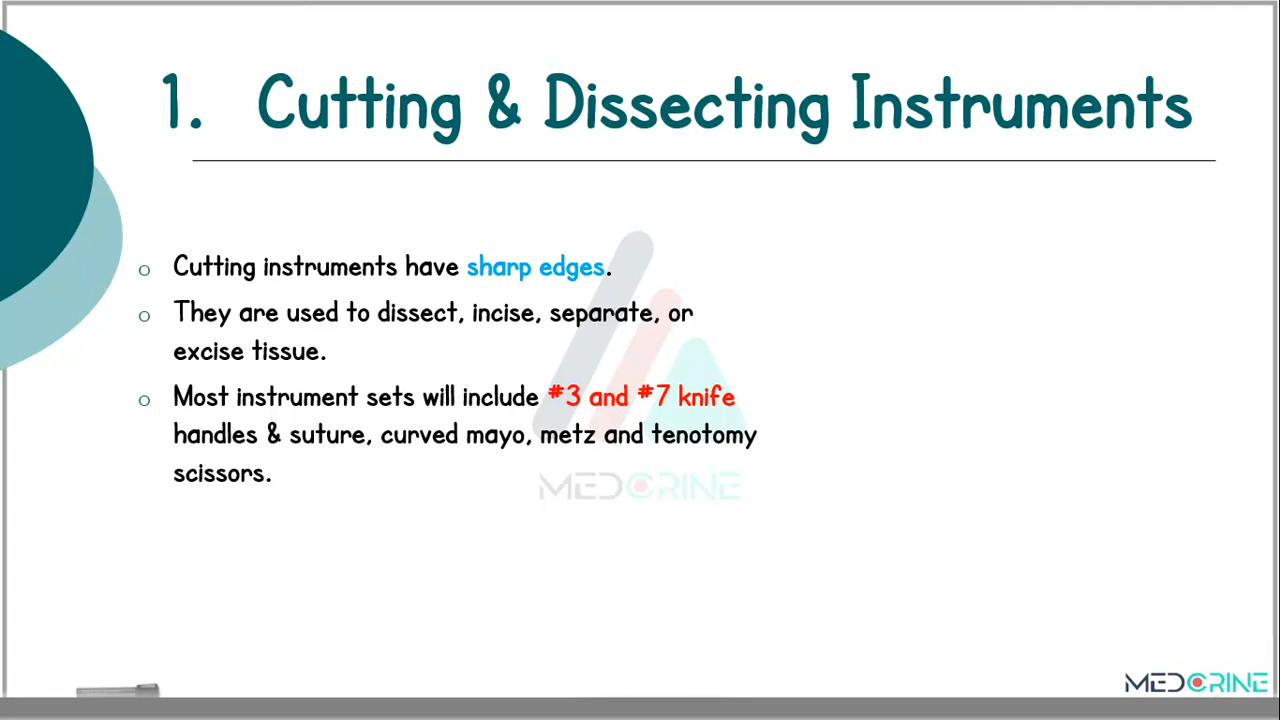 1. Cutting & Dissecting Instruments
o Cutting instruments have sharp edges.
o They are used to dissect, incise, separate, or
excise tissue.
o Most instrument sets will include #3 and #7 knife
handles & suture, curved mayo, metz and tenotomy
scissors.
MEDCRINE
MEDCRINE